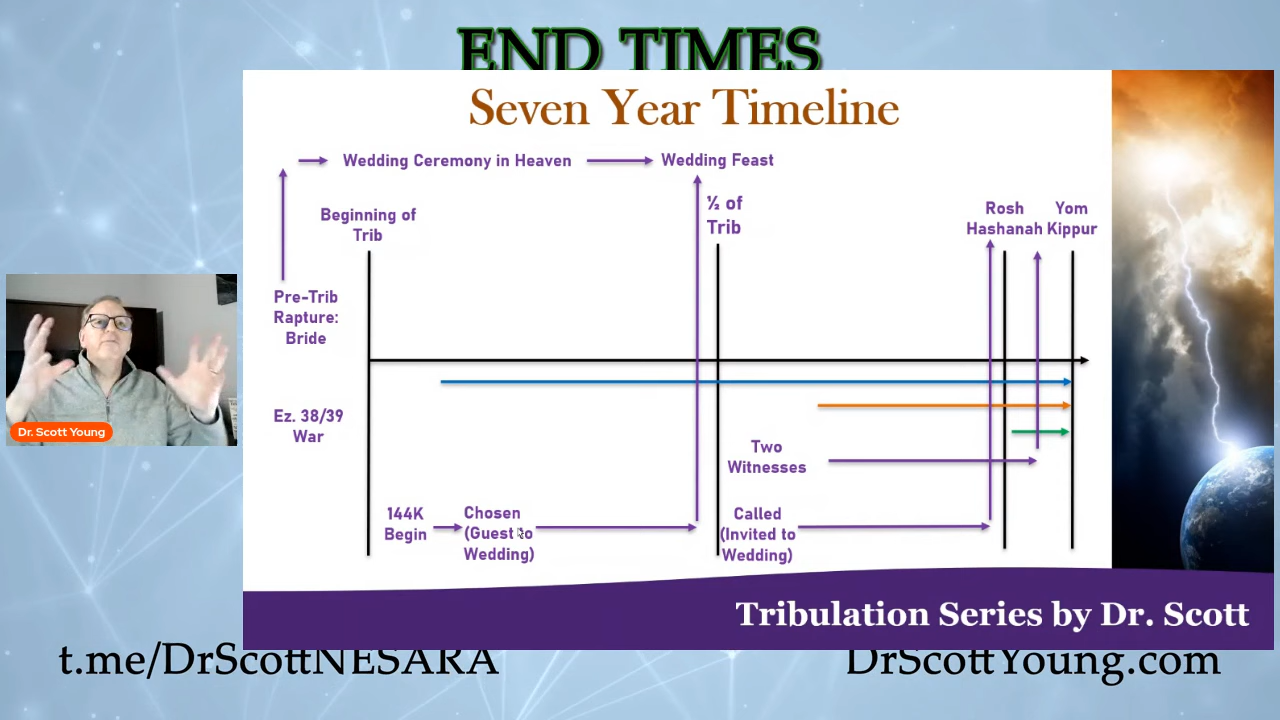 END TIMES
Seven Year Timeline
Wedding Ceremony in Heaven
Wedding Feast
½ of
Trib
Beginning of
Trib
Rosh
Hashanah
Yom
Kippur
Pre-Trib
Rapture:
Bride
Ez. 38/39
War
Dr. Scott Young
Two
Witnesses
144K
Begin
Chosen
(Guest to
Wedding)
Called
(Invited to
Wedding)
Tribulation Series by Dr. Scott
t.me/DrScottNESARA
DrScottYoung.com